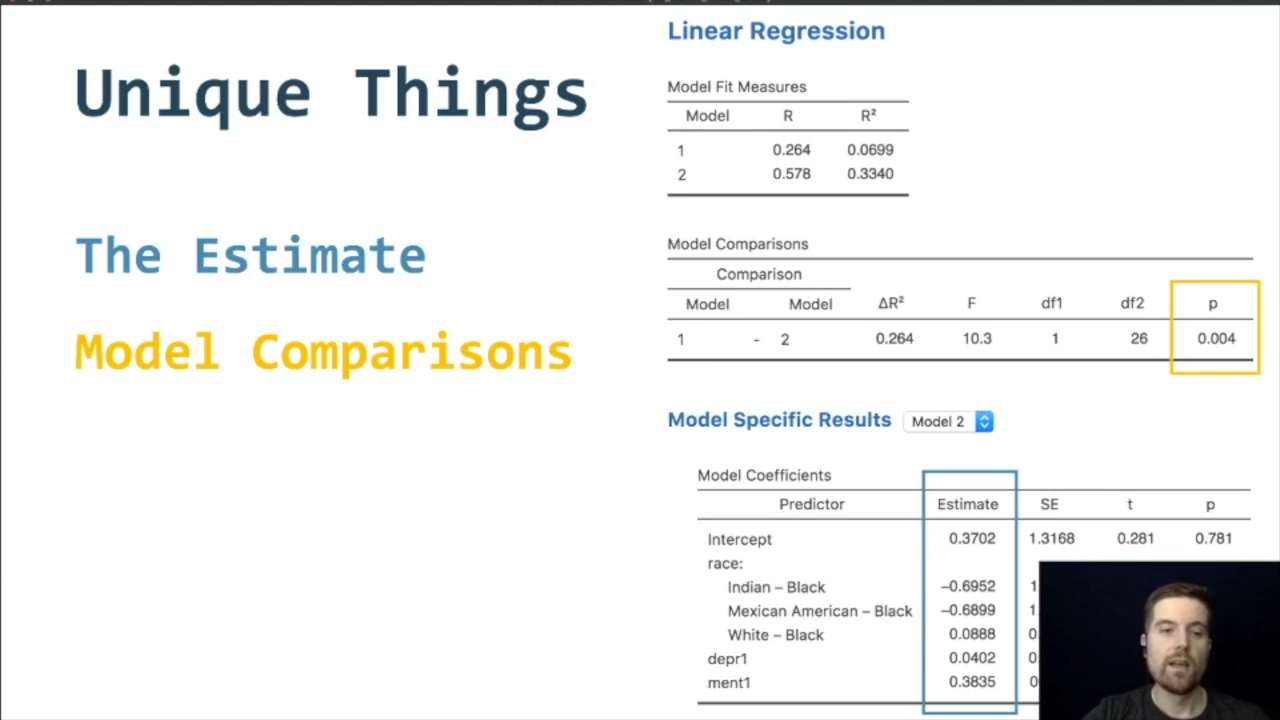 Unique Things
The Estimate
Model Comparisons
Linear Regression
Model Fit Measures
Model R R²
1 0.264 0.0699
2 0.578 0.3340
Model Comparisons
Comparison
Model Model ΔR² F df1 df2 p
1 - 2 0.264 10.3 1 26 0.004
Model Specific Results Model 2
Model Coefficients
Predictor Estimate SE t p
Intercept 0.3702 1.3168 0.281 0.781
race:
Indian – Black –0.6952
Mexican American – Black –0.6899
White – Black 0.0888
depr1 0.0402
ment1 0.3835